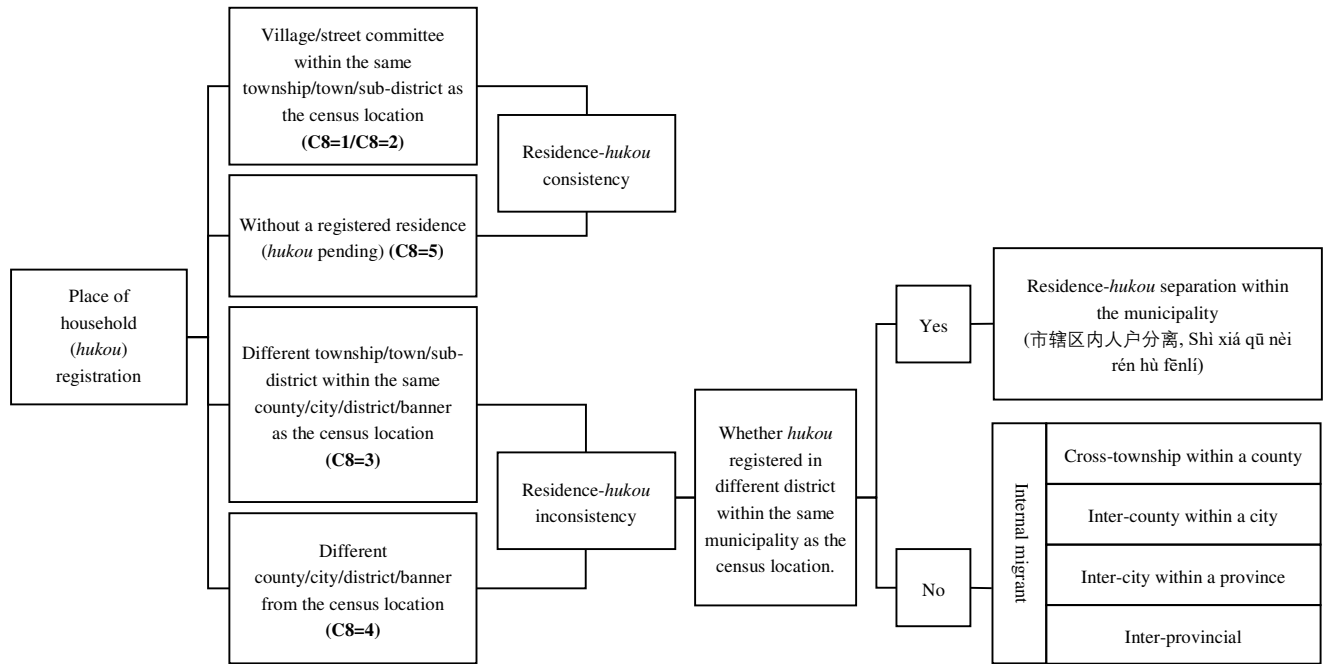 Place of
household
(hukou)
registration
Village/street committee
within the same
township/town/sub-district as
the census location
(C8=1/C8=2)
Without a registered residence
(hukou pending) (C8=5)
Different township/town/sub-
district within the same
county/city/district/banner
as the census location
(C8=3)
Different
county/city/district/banner
from the census location
(C8=4)
Residence-hukou
consistency
Residence-hukou
inconsistency
Whether hukou
registered in
different district
within the same
municipality as the
census location.
Yes
No
Residence-hukou separation within
the municipality
(市辖区内人户分离, Shì xiá qū nèi
rén hù fēnlí)
Internal migrant
Cross-township within a county
Inter-county within a city
Inter-city within a province
Inter-provincial